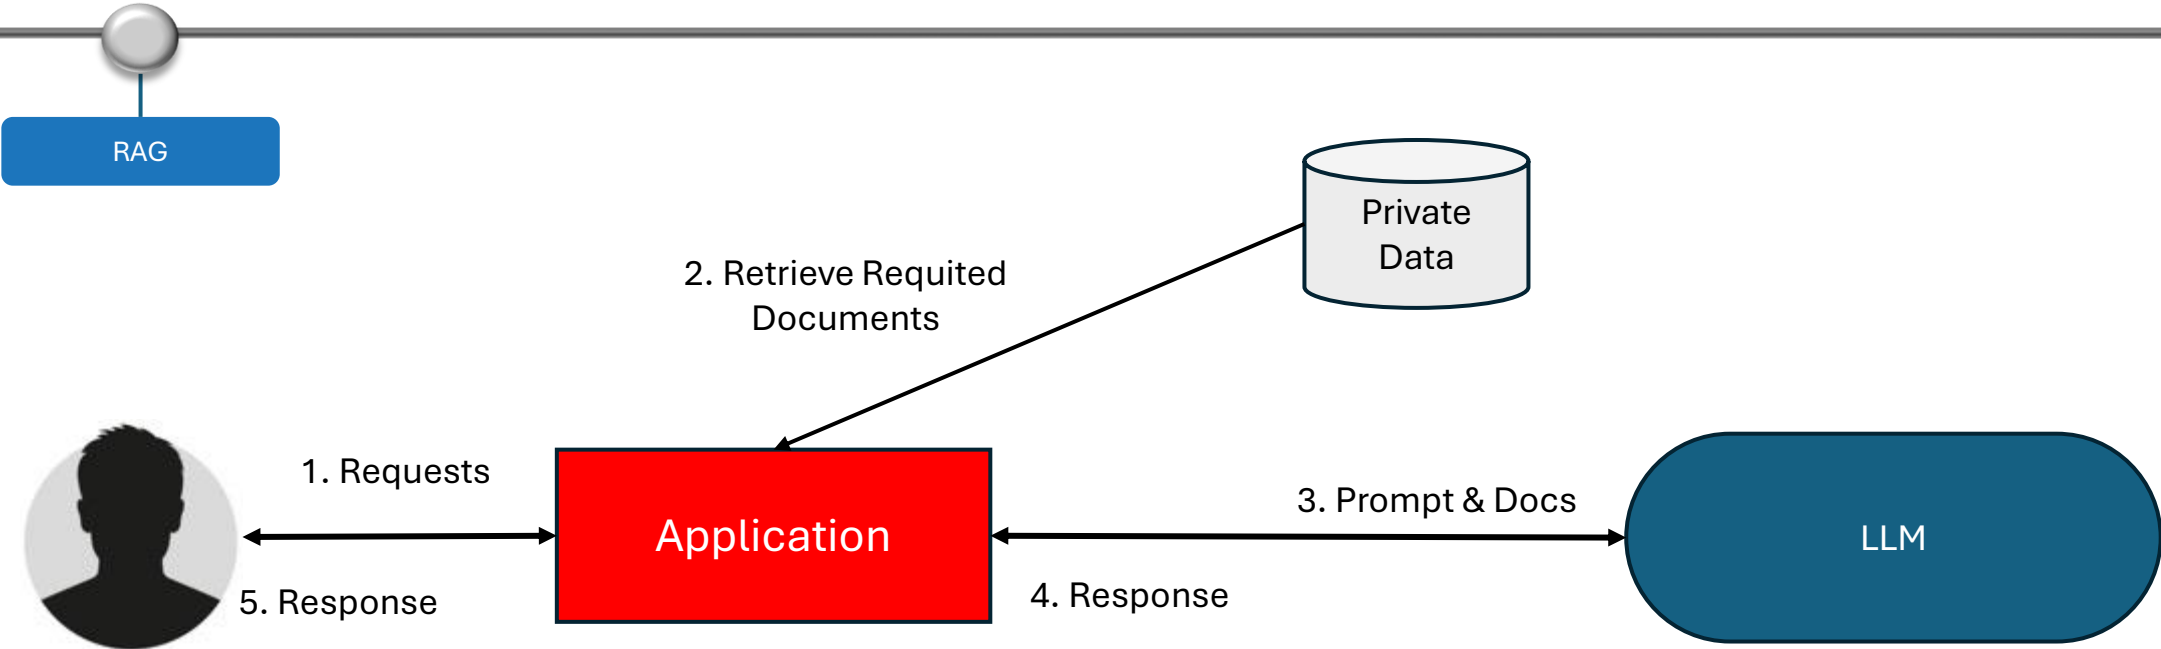 RAG
Private
Data
2. Retrieve Requited
Documents
1. Requests
Application
3. Prompt & Docs
LLM
5. Response
4. Response